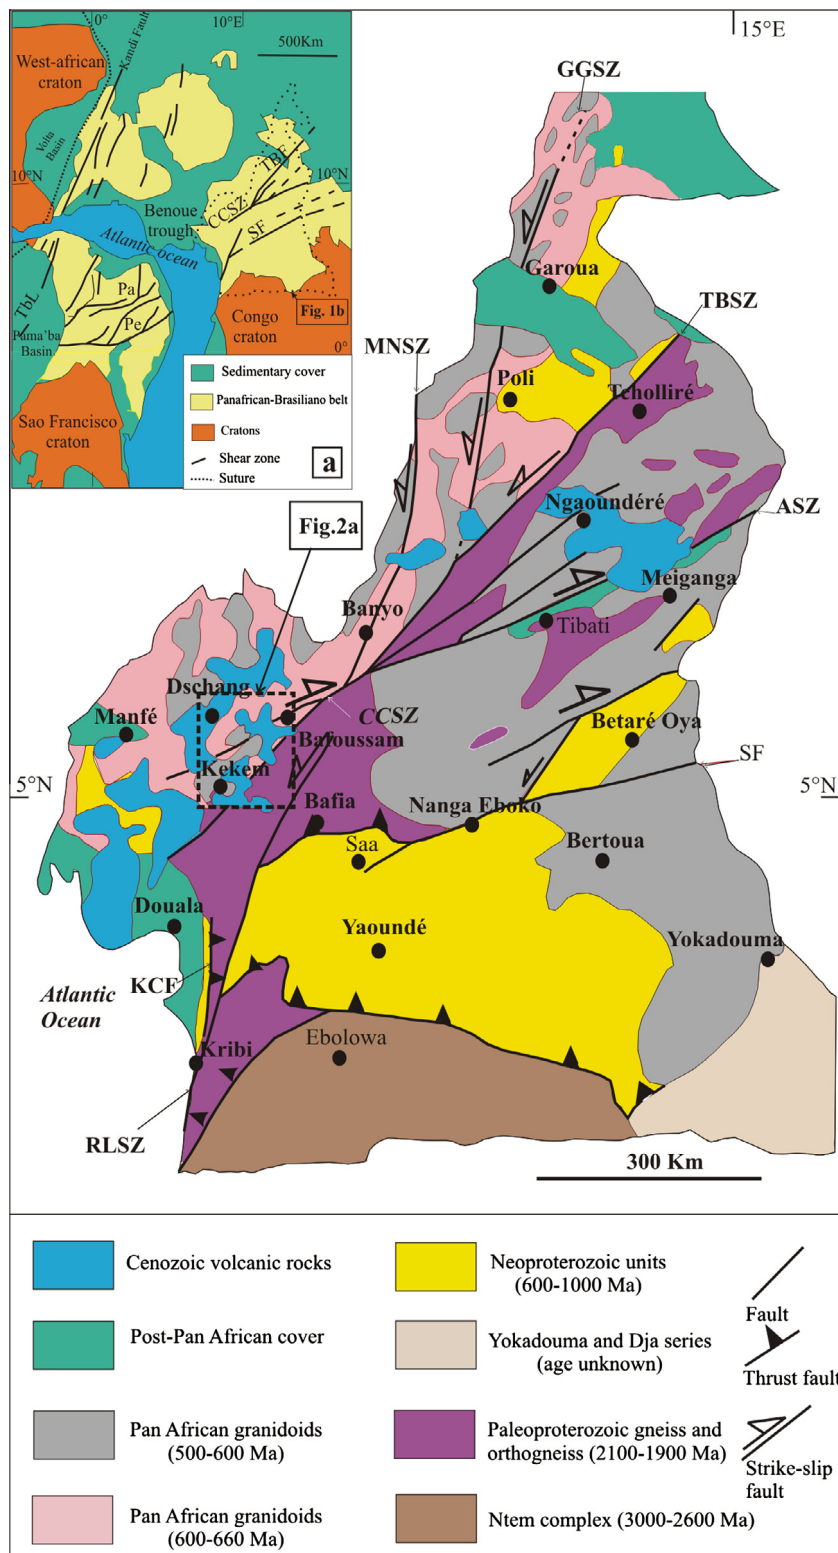 0°
10°E
15°E
500Km
Kandi Fault
West-african
craton
GGSZ
Volta
Basin
TBF
10°N
10°N
CCSZ
Benoue
trough
SF
Atlantic ocean
Garoua
TbL
Pa
Fig. 1b
TBSZ
Pe
Congo
craton
Pama'ba
Basin
0°
MNSZ
Sedimentary cover
Poli
Tcholliré
Panafrican-Brasiliano belt
Sao Francisco
craton
Cratons
Shear zone
Suture
a
Fig.2a
Ngaoundéré
ASZ
Meiganga
Banyo
Tibati
Dschang
CCSZ
Manfé
Bafoussam
Betaré Oya
Kekem
SF
5°N
5°N
Bafia
Nanga Eboko
Saa
Bertoua
Douala
Yaoundé
Yokadouma
KCF
Atlantic
Ocean
Kribi
Ebolowa
RLSZ
300 Km
Cenozoic volcanic rocks
Neoproterozoic units
(600-1000 Ma)
Fault
Post-Pan African cover
Yokadouma and Dja series
(age unknown)
Thrust fault
Pan African granidoids
(500-600 Ma)
Paleoproterozoic gneiss and
orthogneiss (2100-1900 Ma)
Strike-slip
fault
Pan African granidoids
(600-660 Ma)
Ntem complex (3000-2600 Ma)